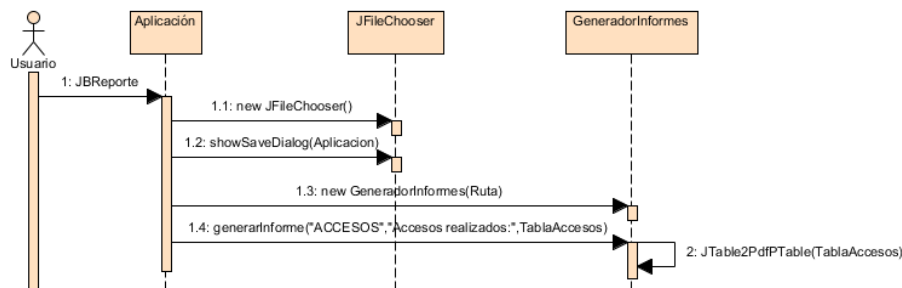 Aplicación
JFileChooser
GeneradorInformes
Usuario
1: JBReporte
1.1: new JFileChooser()
1.2: showSaveDialog(Aplicacion)
1.3: new GeneradorInformes(Ruta)
1.4: generarInforme("ACCESOS","Accesos realizados:",TablaAccesos)
2: JTable2PdfPTable(TablaAccesos)